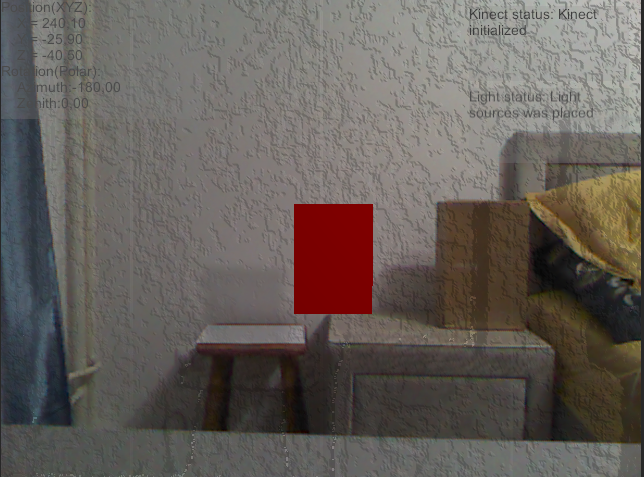 Position(XYZ):
= 240,10
= -25,90
= -40,50
Rotation(Polar):
Azimuth:-180,00
Zenith:0,00
Kinect status: Kinect
initialized
Light status: Light
sources was placed